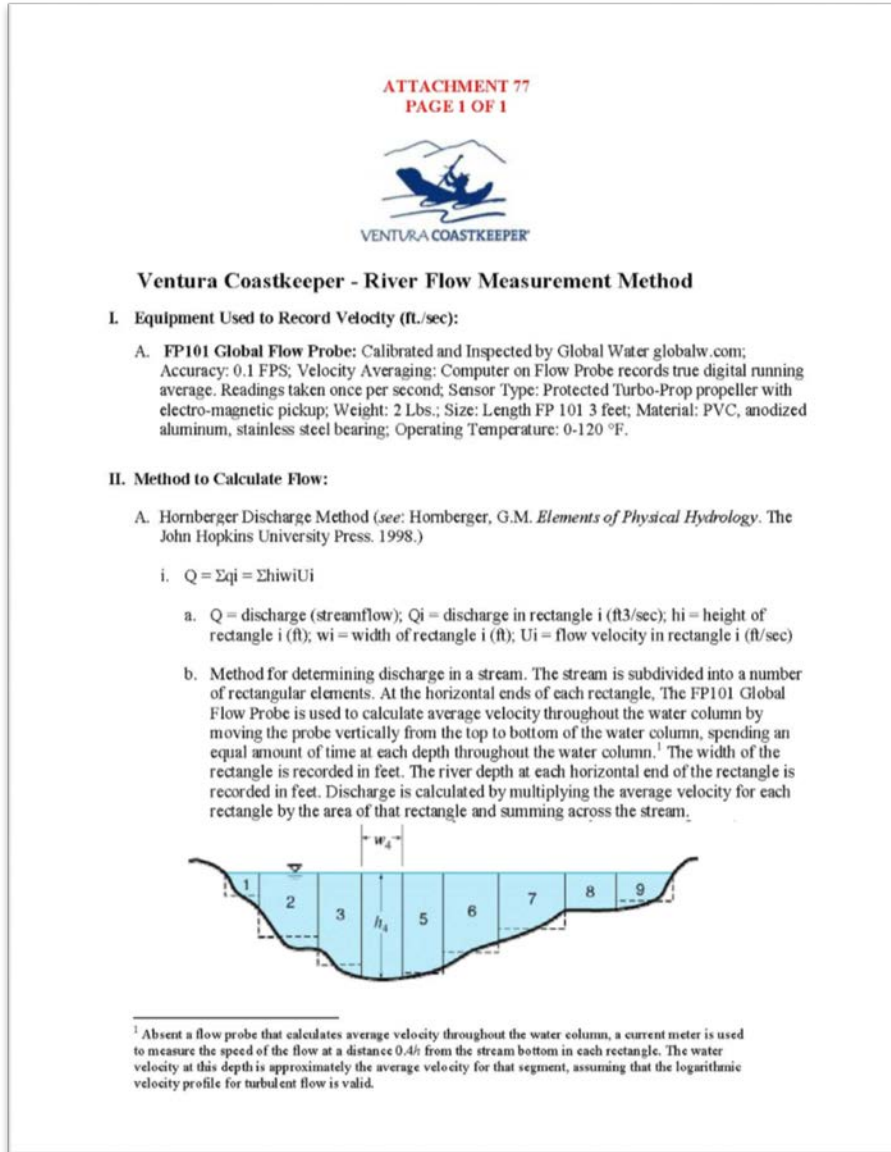 ATTACHMENT 77
PAGE 1 OF 1
VENTURA COASTKEEPER®
Ventura Coastkeeper - River Flow Measurement Method
I. Equipment Used to Record Velocity (ft./sec):
A. FP101 Global Flow Probe: Calibrated and Inspected by Global Water globalw.com;
Accuracy: 0.1 FPS; Velocity Averaging: Computer on Flow Probe records true digital running
average. Readings taken once per second; Sensor Type: Protected Turbo-Prop propeller with
electro-magnetic pickup; Weight: 2 Lbs.; Size: Length FP 101 3 feet; Material: PVC, anodized
aluminum, stainless steel bearing; Operating Temperature: 0-120 °F.
II. Method to Calculate Flow:
A. Hornberger Discharge Method (see: Hornberger, G.M. Elements of Physical Hydrology. The
John Hopkins University Press. 1998.)
i. Q = Σqi = ΣhiwiUi
a. Q = discharge (streamflow); Qi = discharge in rectangle i (ft3/sec); hi = height of
rectangle i (ft); wi = width of rectangle i (ft); Ui = flow velocity in rectangle i (ft/sec)
b. Method for determining discharge in a stream. The stream is subdivided into a number
of rectangular elements. At the horizontal ends of each rectangle, The FP101 Global
Flow Probe is used to calculate average velocity throughout the water column by
moving the probe vertically from the top to bottom of the water column, spending an
equal amount of time at each depth throughout the water column.¹ The width of the
rectangle is recorded in feet. The river depth at each horizontal end of the rectangle is
recorded in feet. Discharge is calculated by multiplying the average velocity for each
rectangle by the area of that rectangle and summing across the stream.
w₄
1 2 3 h₄ 5 6 7 8 9
¹ Absent a flow probe that calculates average velocity throughout the water column, a current meter is used
to measure the speed of the flow at a distance 0.4h from the stream bottom in each rectangle. The water
velocity at this depth is approximately the average velocity for that segment, assuming that the logarithmic
velocity profile for turbulent flow is valid.